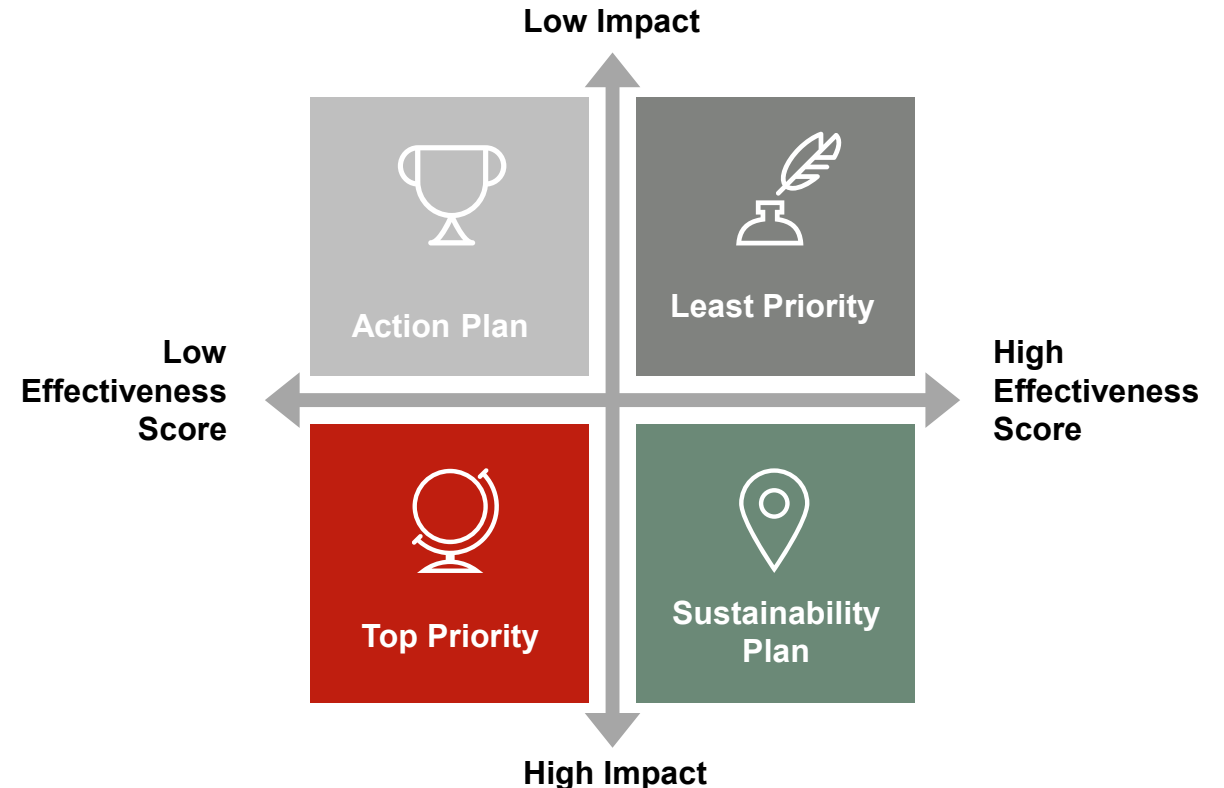 Low Impact
Action Plan
Least Priority
Low
Effectiveness
Score
High
Effectiveness
Score
Top Priority
Sustainability
Plan
High Impact